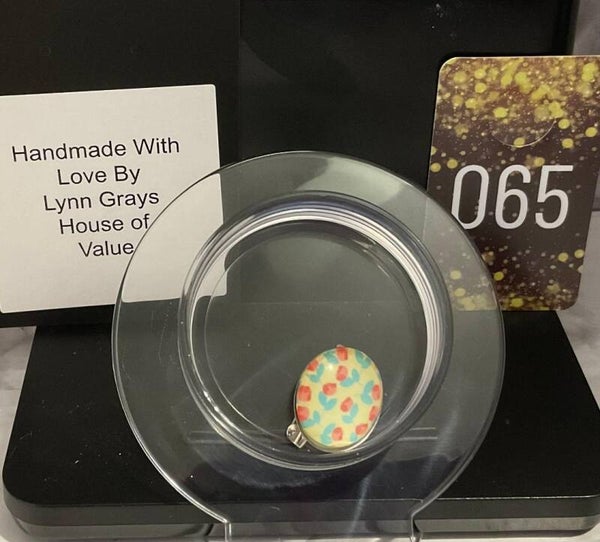 Handmade With
Love By
Lynn Grays
House of
Value
065